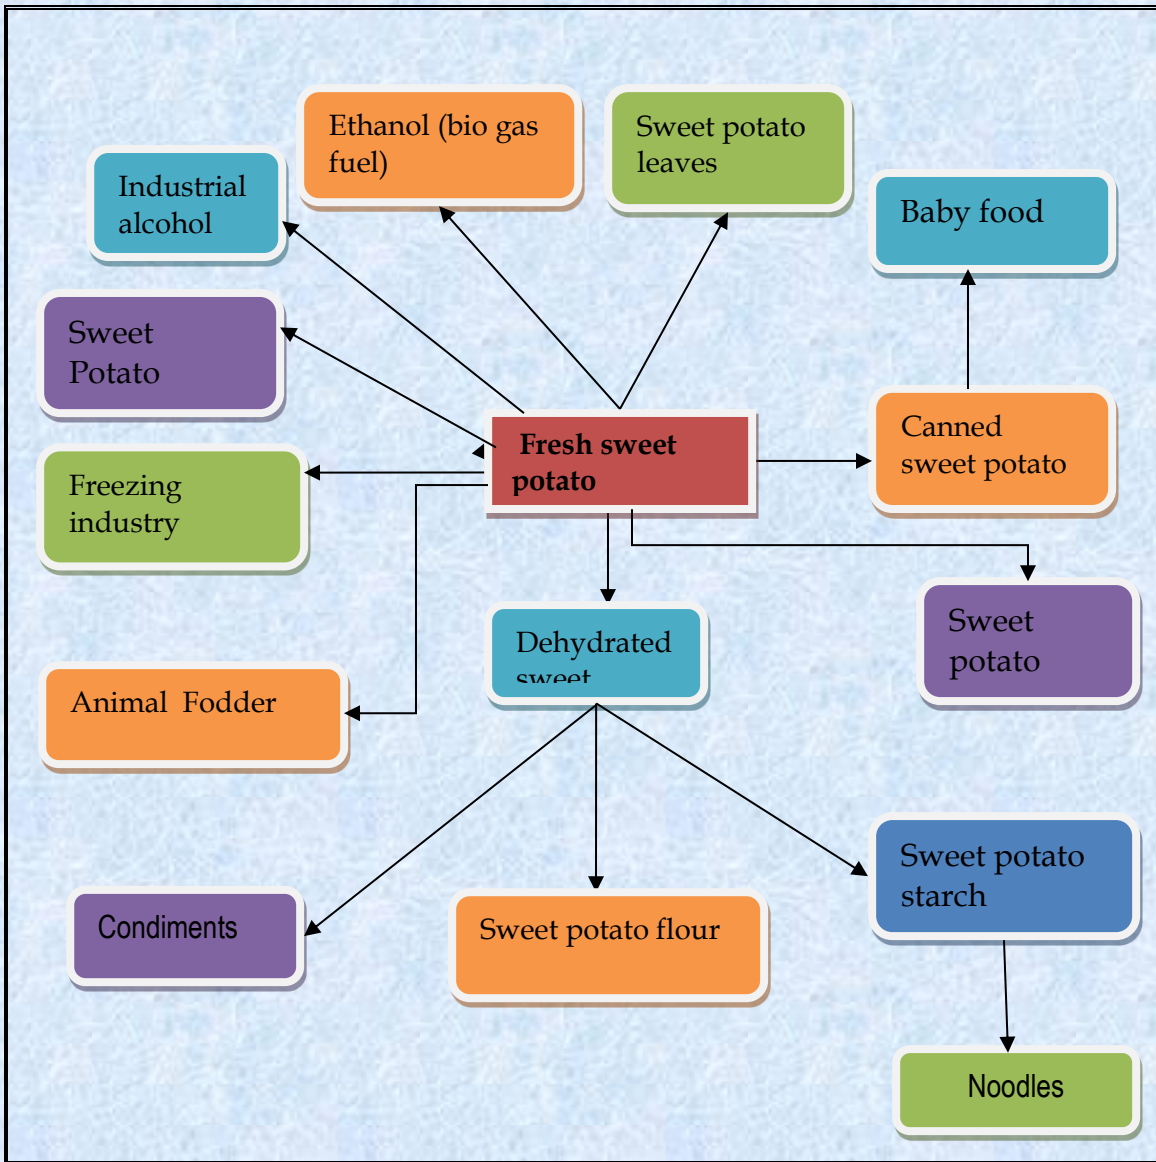 Ethanol (bio gas
fuel)
Sweet potato
leaves
Industrial
alcohol
Baby food
Sweet
Potato
Fresh sweet
potato
Canned
sweet potato
Freezing
industry
Dehydrated
sweet
Sweet
potato
Animal Fodder
Sweet potato
starch
Condiments
Sweet potato flour
Noodles